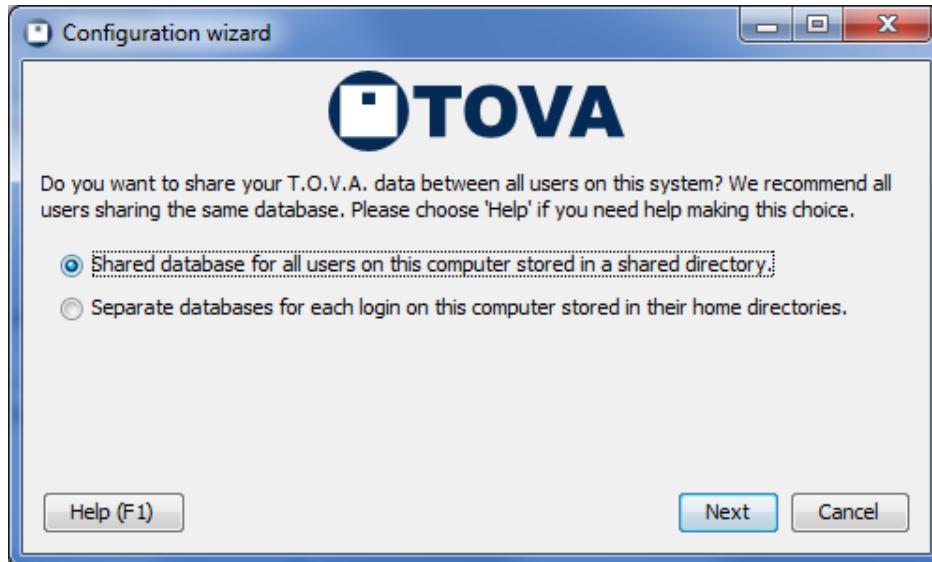 Configuration wizard
TOVA
Do you want to share your T.O.V.A. data between all users on this system? We recommend all
users sharing the same database. Please choose 'Help' if you need help making this choice.
Shared database for all users on this computer stored in a shared directory.
Separate databases for each login on this computer stored in their home directories.
Help (F1)
Next
Cancel